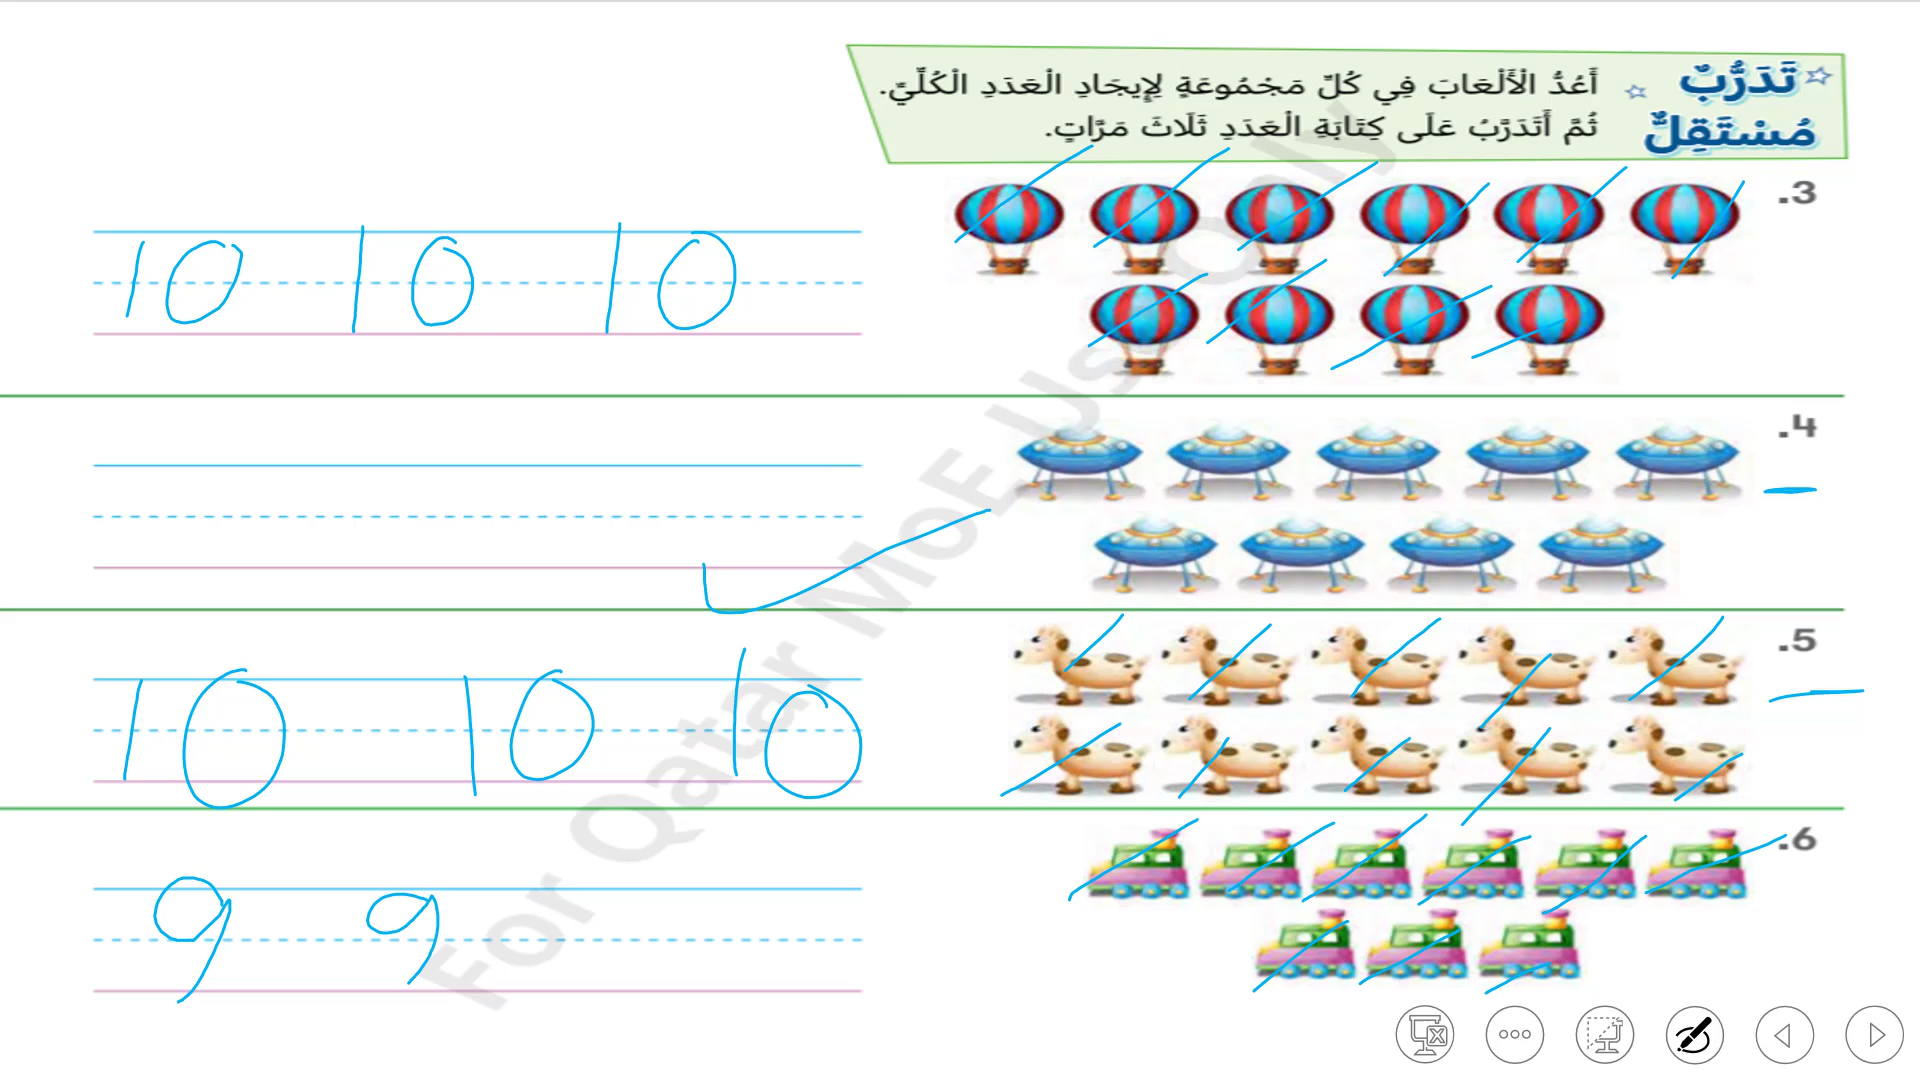 تَدَرُّبٌ مُسْتَقِلٌّ
أَعُدُّ الْأَلْعَابَ فِي كُلِّ مَجْمُوعَةٍ لِإِيجَادِ الْعَدَدِ الْكُلِّيِّ.
ثُمَّ أَتَدَرَّبُ عَلَى كِتَابَةِ الْعَدَدِ ثَلَاثَ مَرَّاتٍ.
.3
10 10 10
.4
.5
10 10 10
.6
9 9
For Qatar MoE Use Only